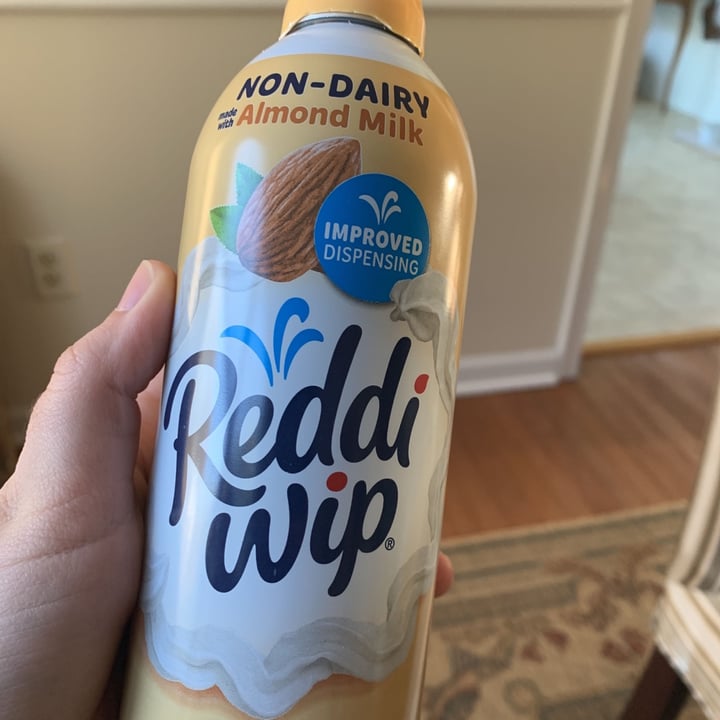 NON-DAIRY
made with Almond Milk
IMPROVED
DISPENSING
Reddi
wip®